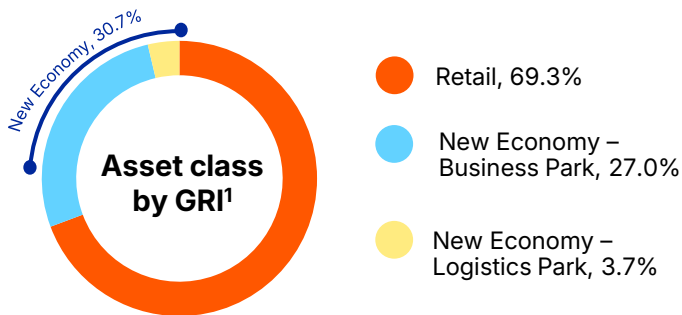 New Economy, 30.7%
Asset class
by GRI¹
Retail, 69.3%
New Economy –
Business Park, 27.0%
New Economy –
Logistics Park, 3.7%